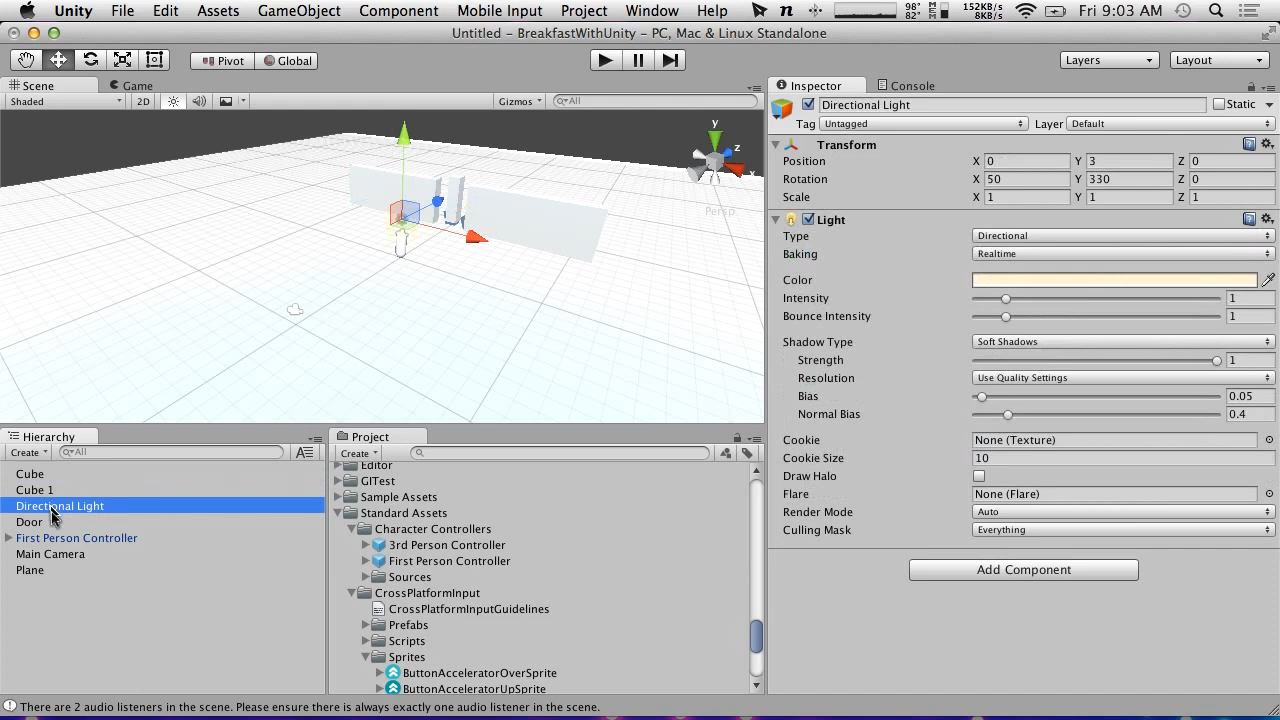 Unity File Edit Assets GameObject Component Mobile Input Project Window Help 98° 82° 152KB/s 8KB/s Fri 9:03 AM
Untitled - BreakfastWithUnity - PC, Mac & Linux Standalone
Pivot Global Layers Layout
Scene Game
Shaded 2D Gizmos All
y
z
x
Persp
Inspector Console
Directional Light Static
Tag Untagged Layer Default
Transform
Position X 0 Y 3 Z 0
Rotation X 50 Y 330 Z 0
Scale X 1 Y 1 Z 1
Light
Type Directional
Baking Realtime
Color
Intensity 1
Bounce Intensity 1
Shadow Type Soft Shadows
Strength 1
Resolution Use Quality Settings
Bias 0.05
Normal Bias 0.4
Cookie None (Texture)
Cookie Size 10
Draw Halo
Flare None (Flare)
Render Mode Auto
Culling Mask Everything
Add Component
Hierarchy
Create All
Cube
Cube 1
Directional Light
Door
First Person Controller
Main Camera
Plane
Project
Create
Editor
GITest
Sample Assets
Standard Assets
Character Controllers
3rd Person Controller
First Person Controller
Sources
CrossPlatformInput
CrossPlatformInputGuidelines
Prefabs
Scripts
Sprites
ButtonAcceleratorOverSprite
ButtonAcceleratorUpSprite
There are 2 audio listeners in the scene. Please ensure there is always exactly one audio listener in the scene.